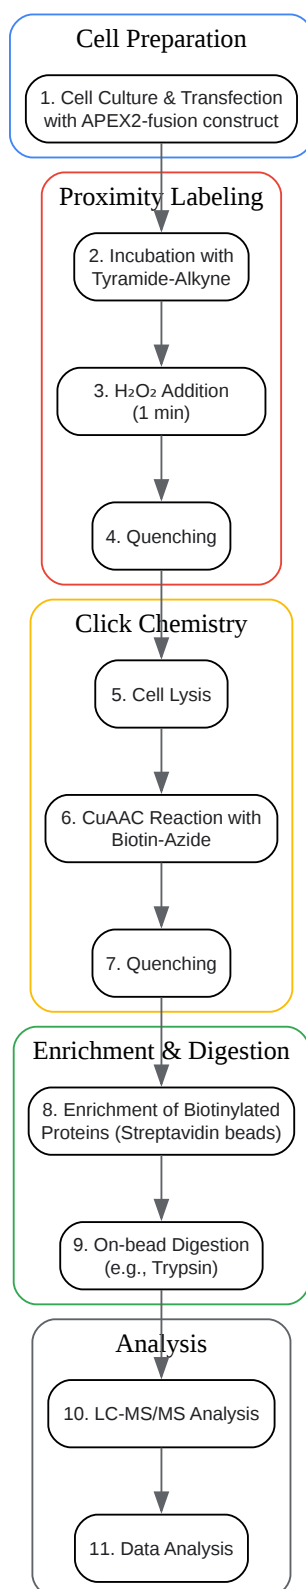 Cell Preparation
1. Cell Culture & Transfection
with APEX2-fusion construct
Proximity Labeling
2. Incubation with
Tyramide-Alkyne
3. H₂O₂ Addition
(1 min)
4. Quenching
Click Chemistry
5. Cell Lysis
6. CuAAC Reaction with
Biotin-Azide
7. Quenching
Enrichment & Digestion
8. Enrichment of Biotinylated
Proteins (Streptavidin beads)
9. On-bead Digestion
(e.g., Trypsin)
Analysis
10. LC-MS/MS Analysis
11. Data Analysis